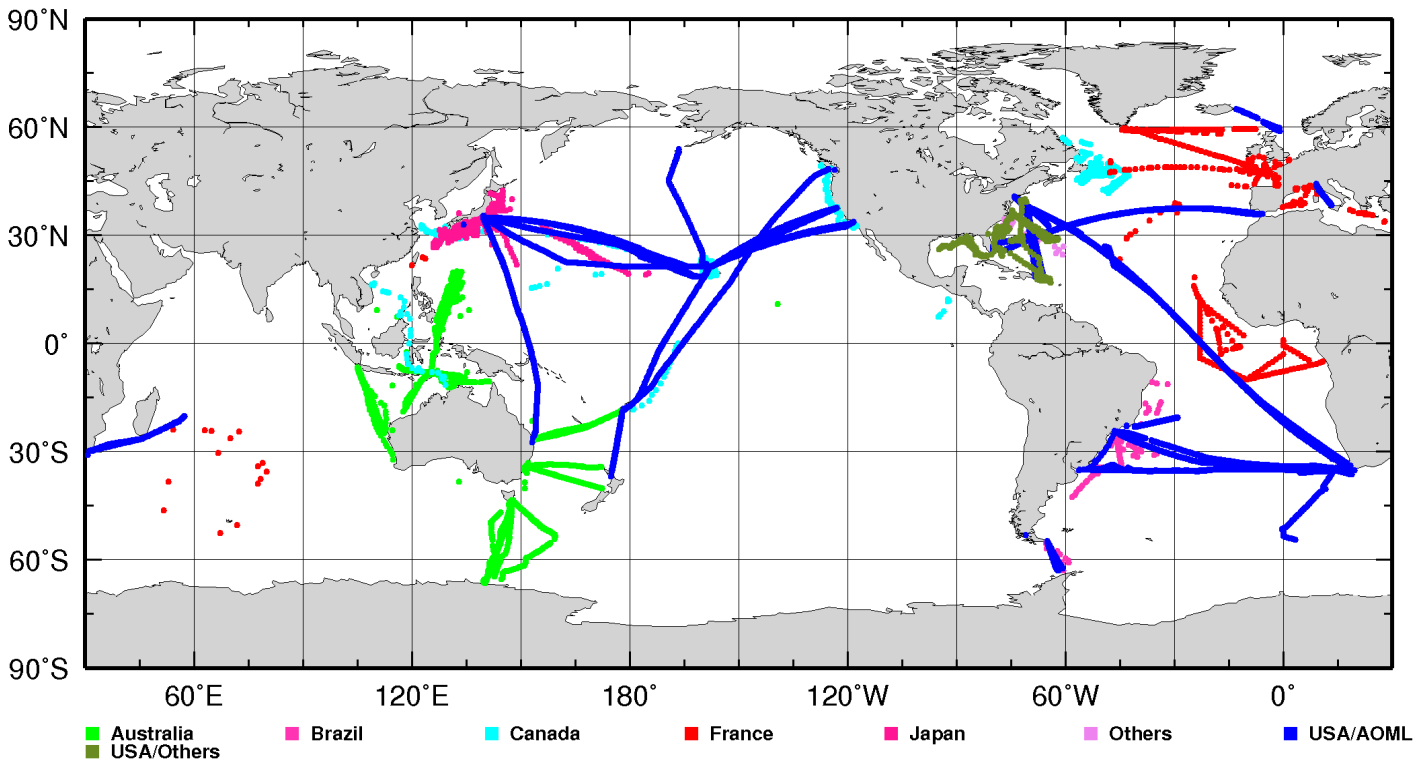 90˚N
60˚N
30˚N
0˚
30˚S
60˚S
90˚S
60˚E 120˚E 180˚ 120˚W 60˚W 0˚
Australia Brazil Canada France Japan Others USA/AOML
USA/Others